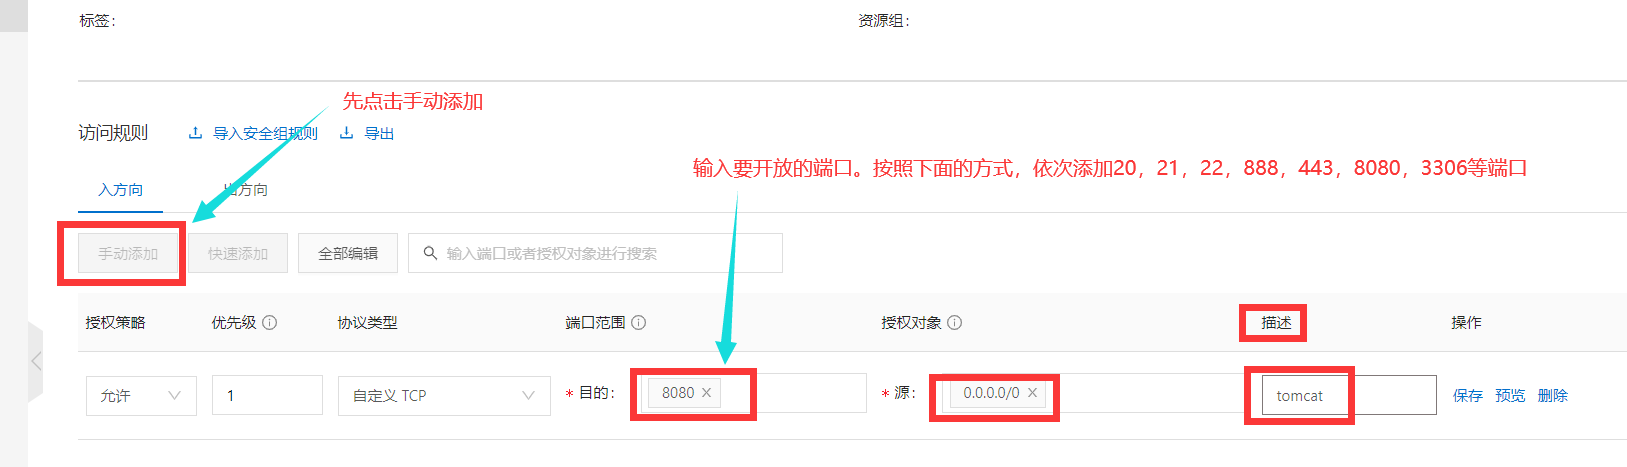 标签：
资源组：
先点击手动添加
访问规则 导入安全组规则 导出
输入要开放的端口。按照下面的方式，依次添加20，21，22，888，443，8080，3306等端口
入方向 出方向
手动添加 快速添加 全部编辑 输入端口或者授权对象进行搜索
授权策略 优先级 协议类型 端口范围 授权对象 描述 操作
允许 1 自定义 TCP * 目的： 8080 × * 源： 0.0.0.0/0 × tomcat 保存 预览 删除